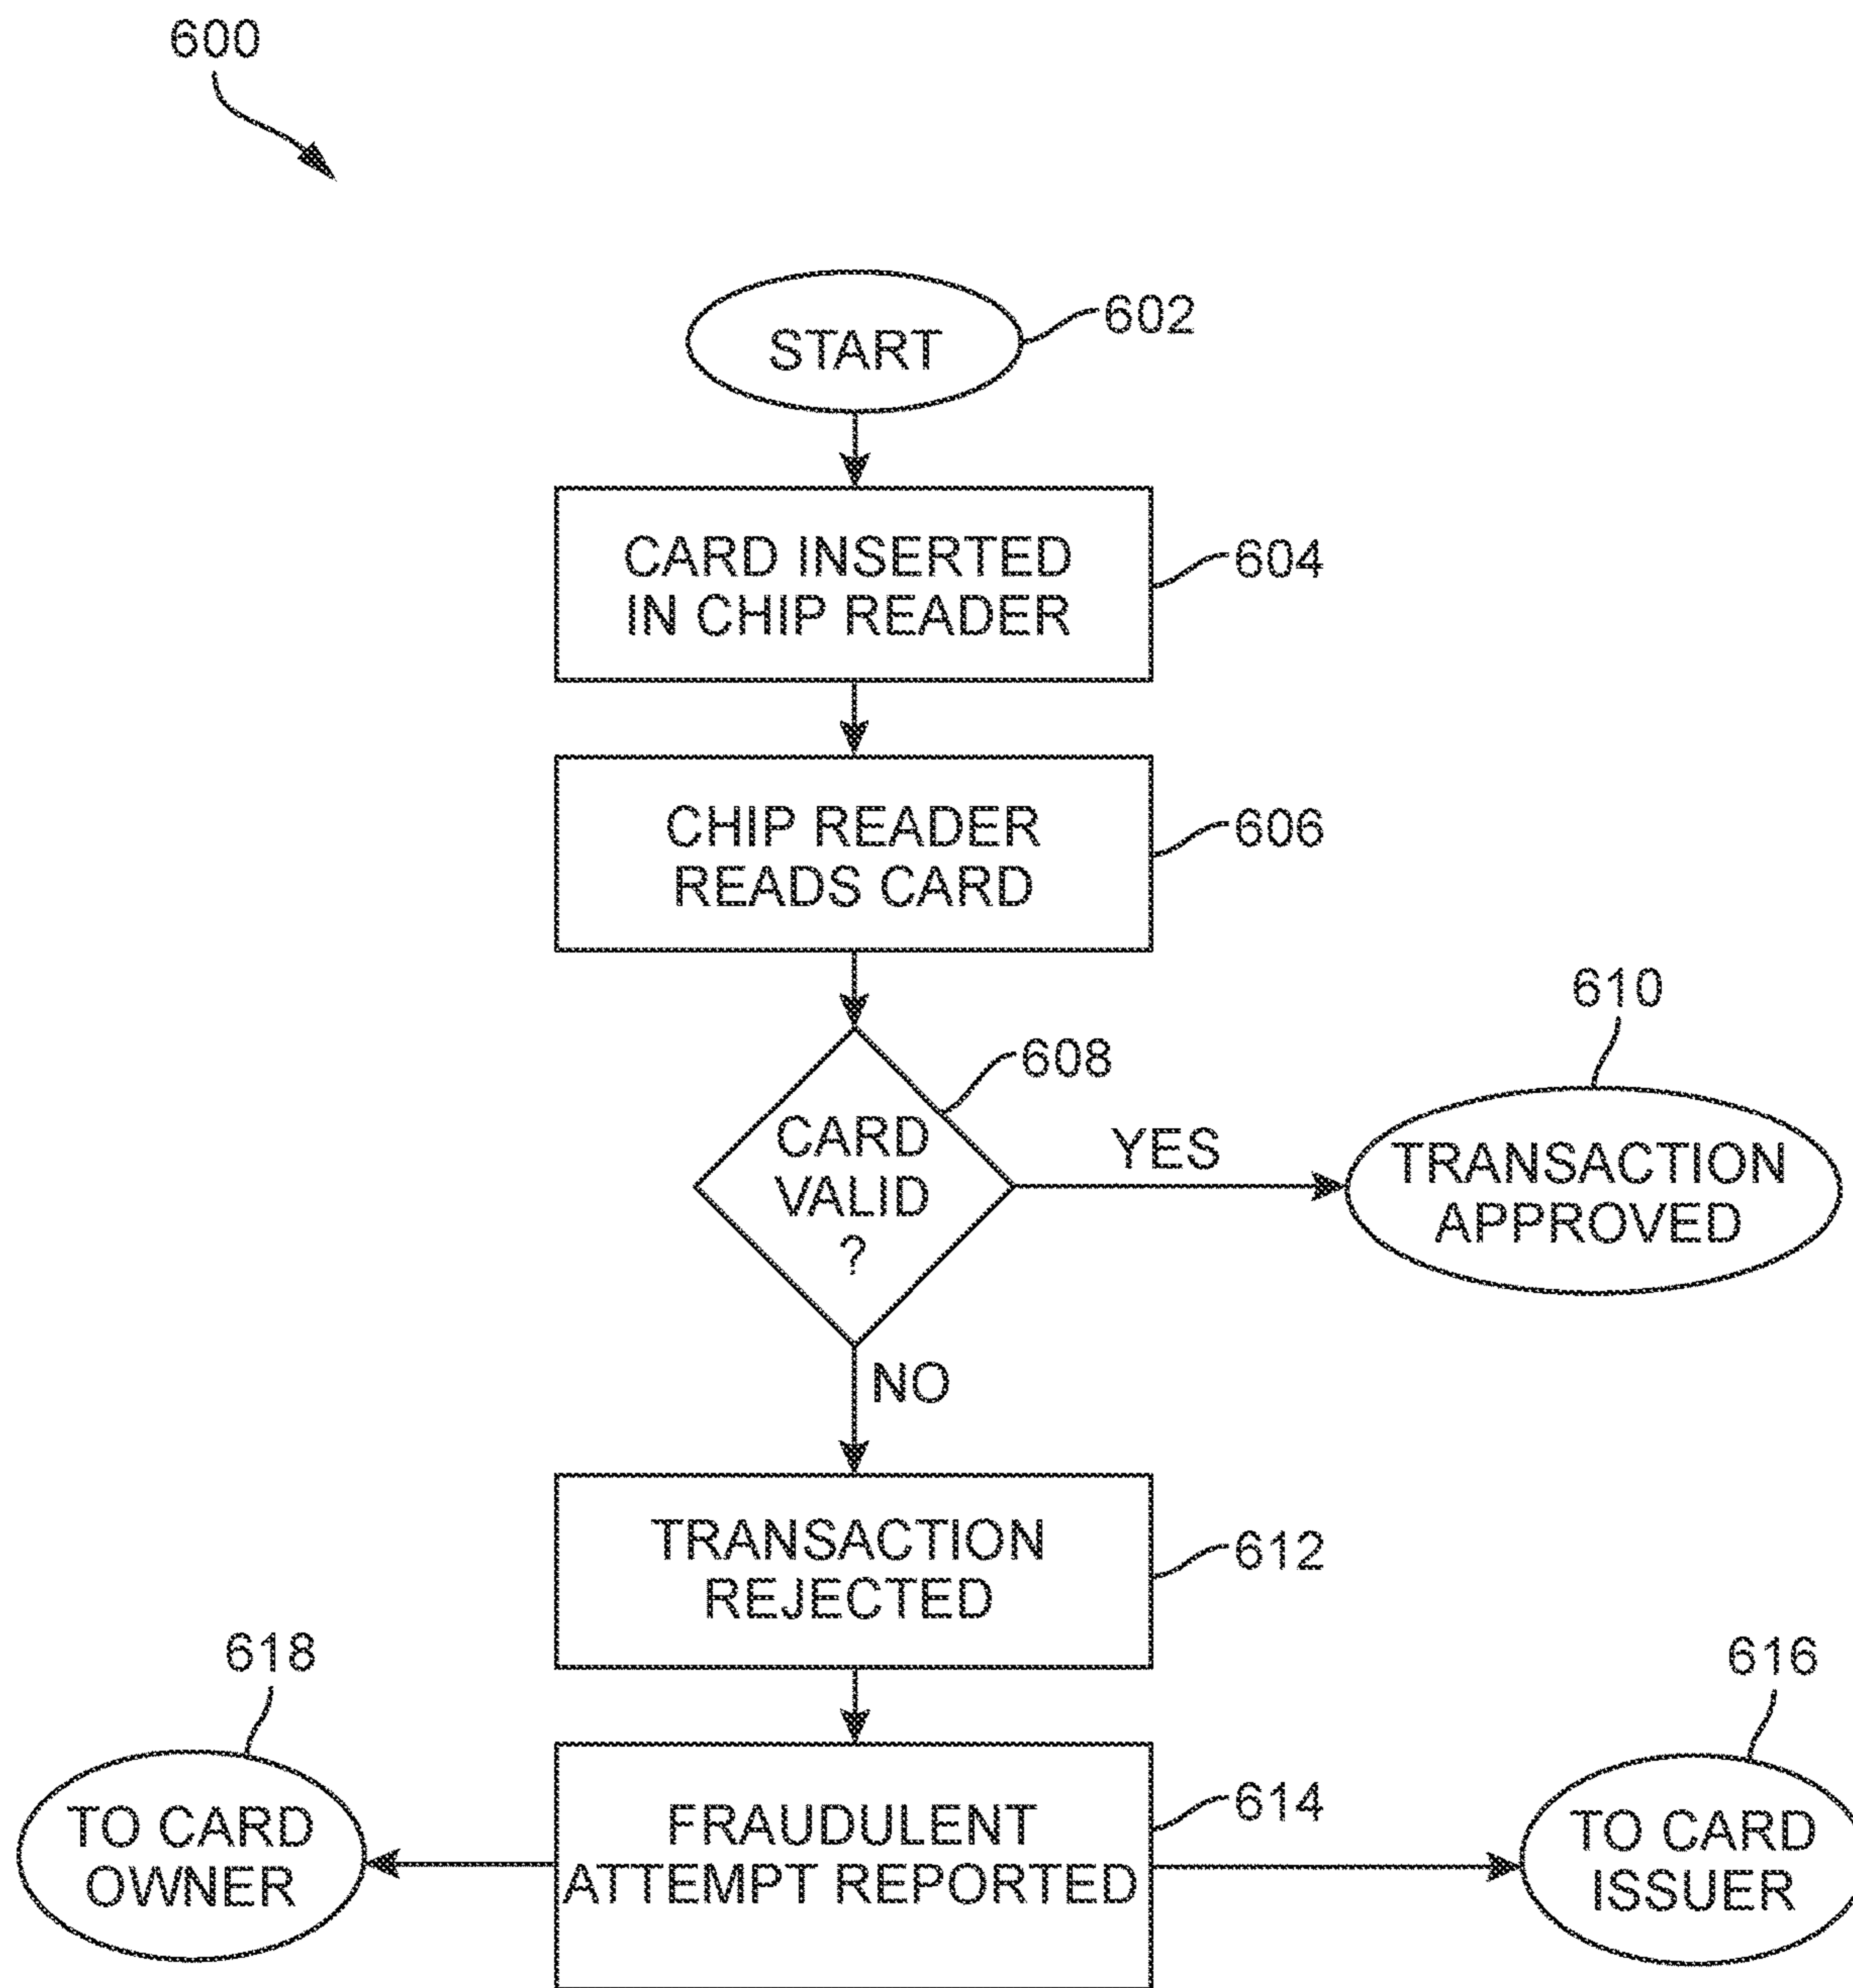 600
START
602
CARD INSERTED
IN CHIP READER
604
CHIP READER
READS CARD
606
CARD
VALID
?
608
YES
610
TRANSACTION
APPROVED
NO
TRANSACTION
REJECTED
612
618
TO CARD
OWNER
FRAUDULENT
ATTEMPT REPORTED
614
616
TO CARD
ISSUER